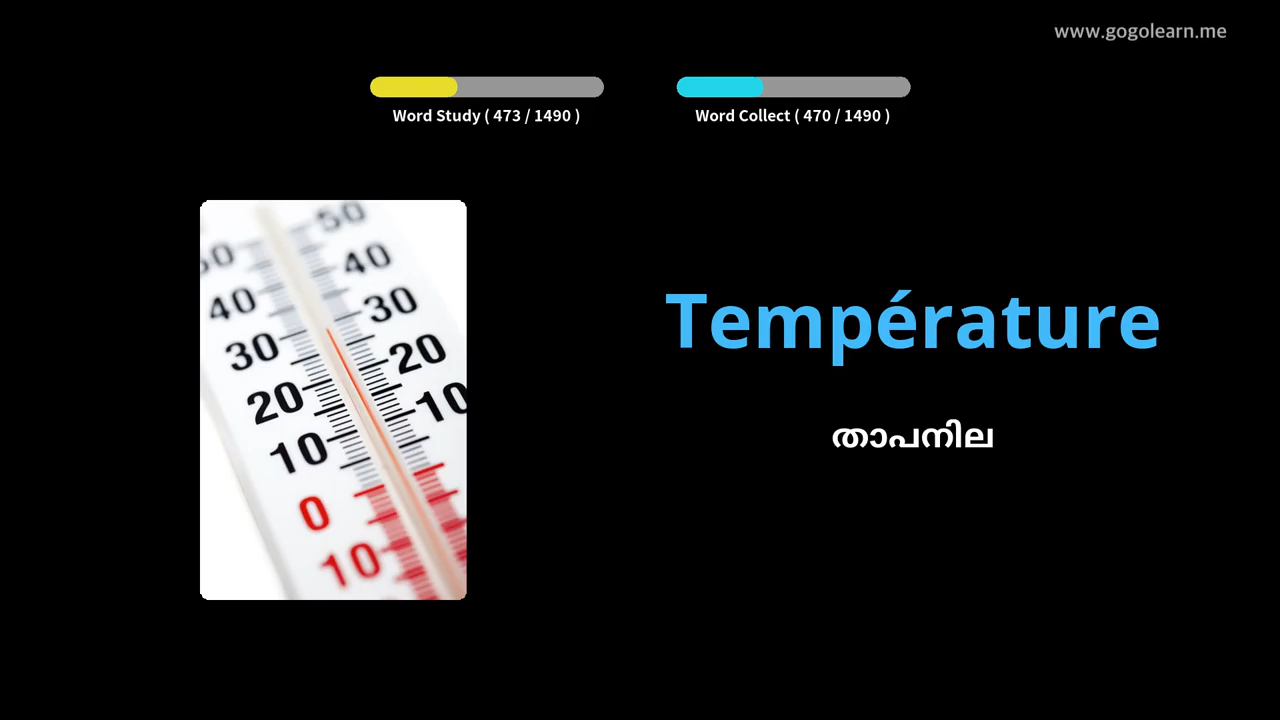 www.gogolearn.me
Word Study ( 473 / 1490 )
Word Collect ( 470 / 1490 )
50
40
40
30
30
20
20
10
10
0
10
Température
താപനില